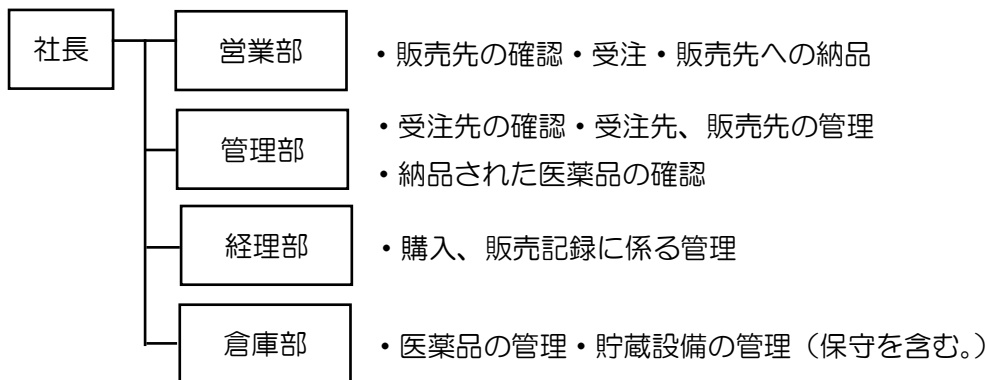 社長
営業部
・販売先の確認・受注・販売先への納品
管理部
・受注先の確認・受注先、販売先の管理
・納品された医薬品の確認
経理部
・購入、販売記録に係る管理
倉庫部
・医薬品の管理・貯蔵設備の管理（保守を含む。）